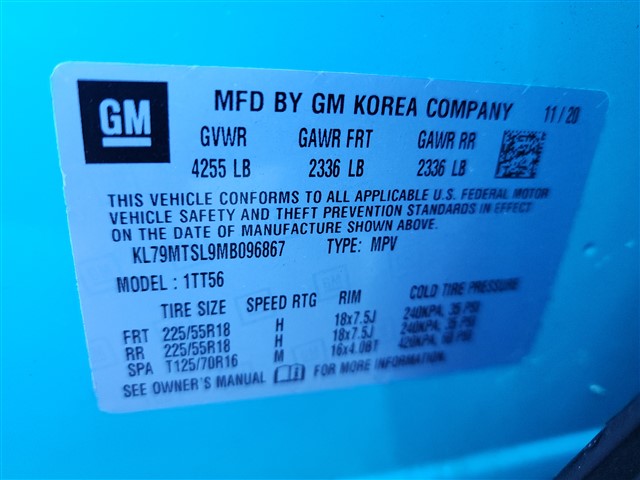 GM MFD BY GM KOREA COMPANY 11/20
GVWR GAWR FRT GAWR RR
4255 LB 2336 LB 2336 LB
THIS VEHICLE CONFORMS TO ALL APPLICABLE U.S. FEDERAL MOTOR
VEHICLE SAFETY AND THEFT PREVENTION STANDARDS IN EFFECT
ON THE DATE OF MANUFACTURE SHOWN ABOVE.
KL79MTSL9MB096867 TYPE: MPV
MODEL: 1TT56
TIRE SIZE SPEED RTG RIM COLD TIRE PRESSURE
FRT 225/55R18 H 18x7.5J 240KPA, 35 PSI
RR 225/55R18 H 18x7.5J 240KPA, 35 PSI
SPA T125/70R16 M 16x4.0BT 420KPA, 60 PSI
SEE OWNER'S MANUAL FOR MORE INFORMATION